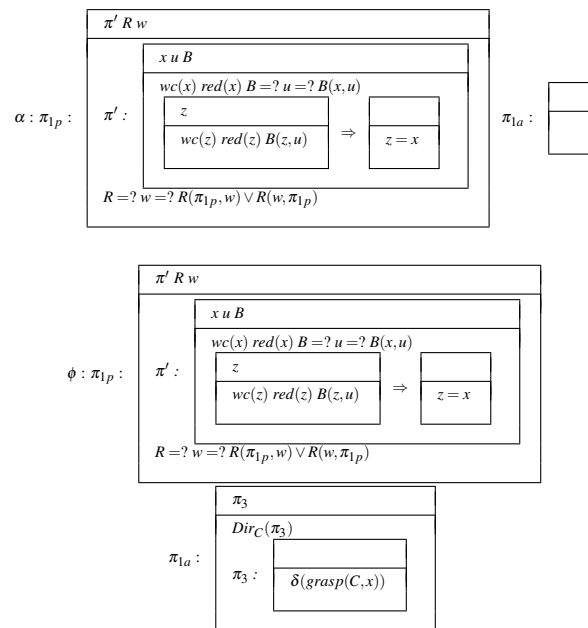 π′ R w
x u B
wc(x) red(x) B =? u =? B(x,u)
α : π₁ₚ : π′ : z π₁ₐ :
wc(z) red(z) B(z,u) ⇒ z = x
R =? w =? R(π₁ₚ,w) ∨ R(w,π₁ₚ)
π′ R w
x u B
wc(x) red(x) B =? u =? B(x,u)
ϕ : π₁ₚ : π′ : z
wc(z) red(z) B(z,u) ⇒ z = x
R =? w =? R(π₁ₚ,w) ∨ R(w,π₁ₚ)
π₃
Dir_C(π₃)
π₁ₐ :
π₃ : δ(grasp(C,x))